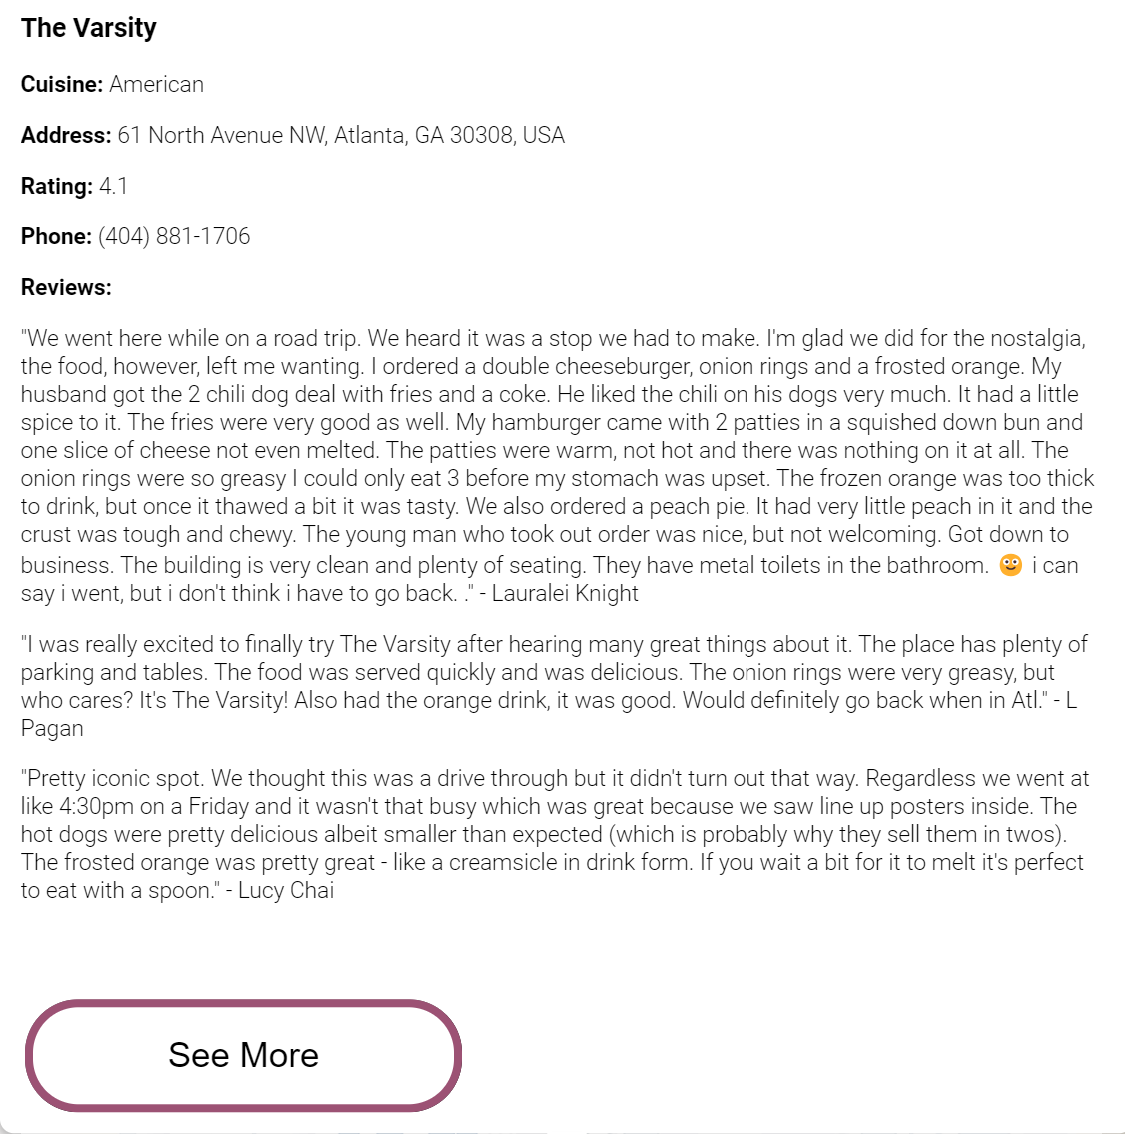 The Varsity
Cuisine: American
Address: 61 North Avenue NW, Atlanta, GA 30308, USA
Rating: 4.1
Phone: (404) 881-1706
Reviews:
"We went here while on a road trip. We heard it was a stop we had to make. I'm glad we did for the nostalgia,
the food, however, left me wanting. I ordered a double cheeseburger, onion rings and a frosted orange. My
husband got the 2 chili dog deal with fries and a coke. He liked the chili on his dogs very much. It had a little
spice to it. The fries were very good as well. My hamburger came with 2 patties in a squished down bun and
one slice of cheese not even melted. The patties were warm, not hot and there was nothing on it at all. The
onion rings were so greasy I could only eat 3 before my stomach was upset. The frozen orange was too thick
to drink, but once it thawed a bit it was tasty. We also ordered a peach pie. It had very little peach in it and the
crust was tough and chewy. The young man who took out order was nice, but not welcoming. Got down to
business. The building is very clean and plenty of seating. They have metal toilets in the bathroom. 🙂 i can
say i went, but i don't think i have to go back. ." - Lauralei Knight
"I was really excited to finally try The Varsity after hearing many great things about it. The place has plenty of
parking and tables. The food was served quickly and was delicious. The onion rings were very greasy, but
who cares? It's The Varsity! Also had the orange drink, it was good. Would definitely go back when in Atl." - L
Pagan
"Pretty iconic spot. We thought this was a drive through but it didn't turn out that way. Regardless we went at
like 4:30pm on a Friday and it wasn't that busy which was great because we saw line up posters inside. The
hot dogs were pretty delicious albeit smaller than expected (which is probably why they sell them in twos).
The frosted orange was pretty great - like a creamsicle in drink form. If you wait a bit for it to melt it's perfect
to eat with a spoon." - Lucy Chai
See More